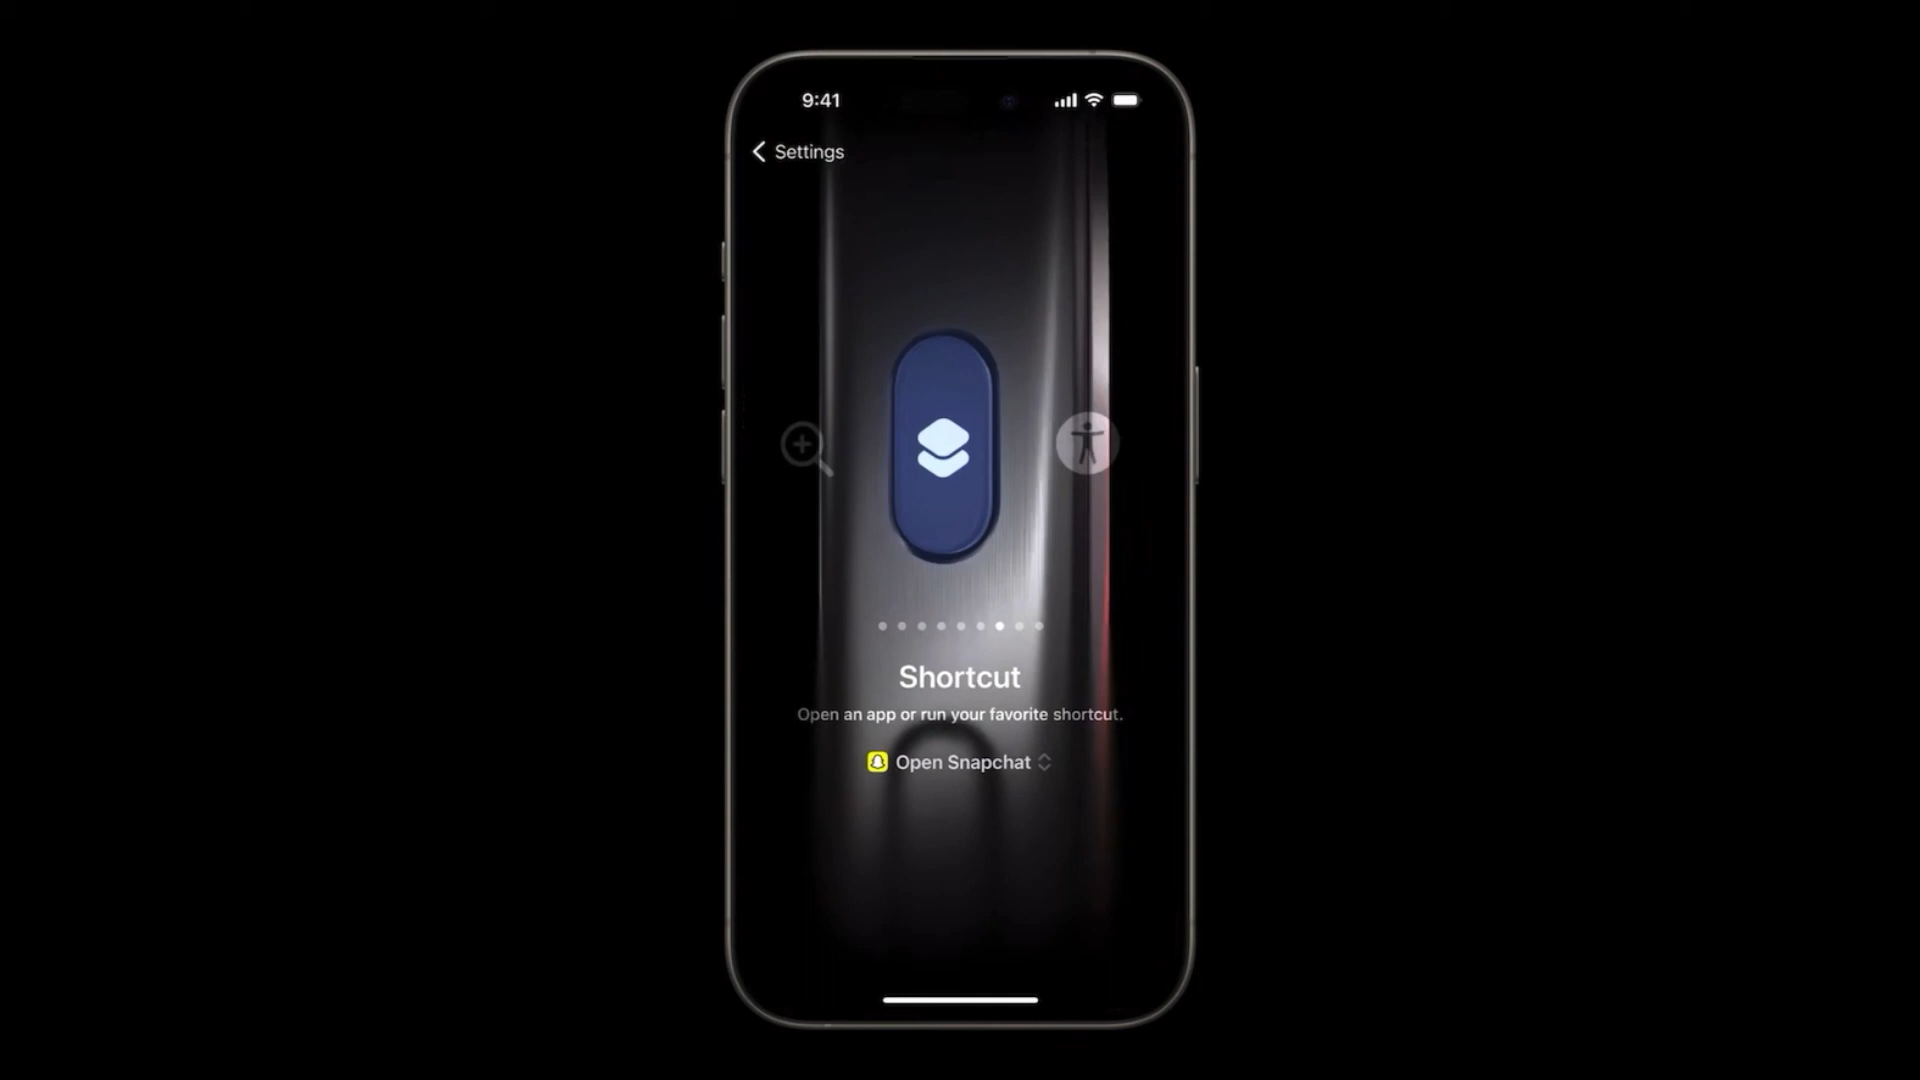 9:41
Settings
Shortcut
Open an app or run your favorite shortcut.
Open Snapchat